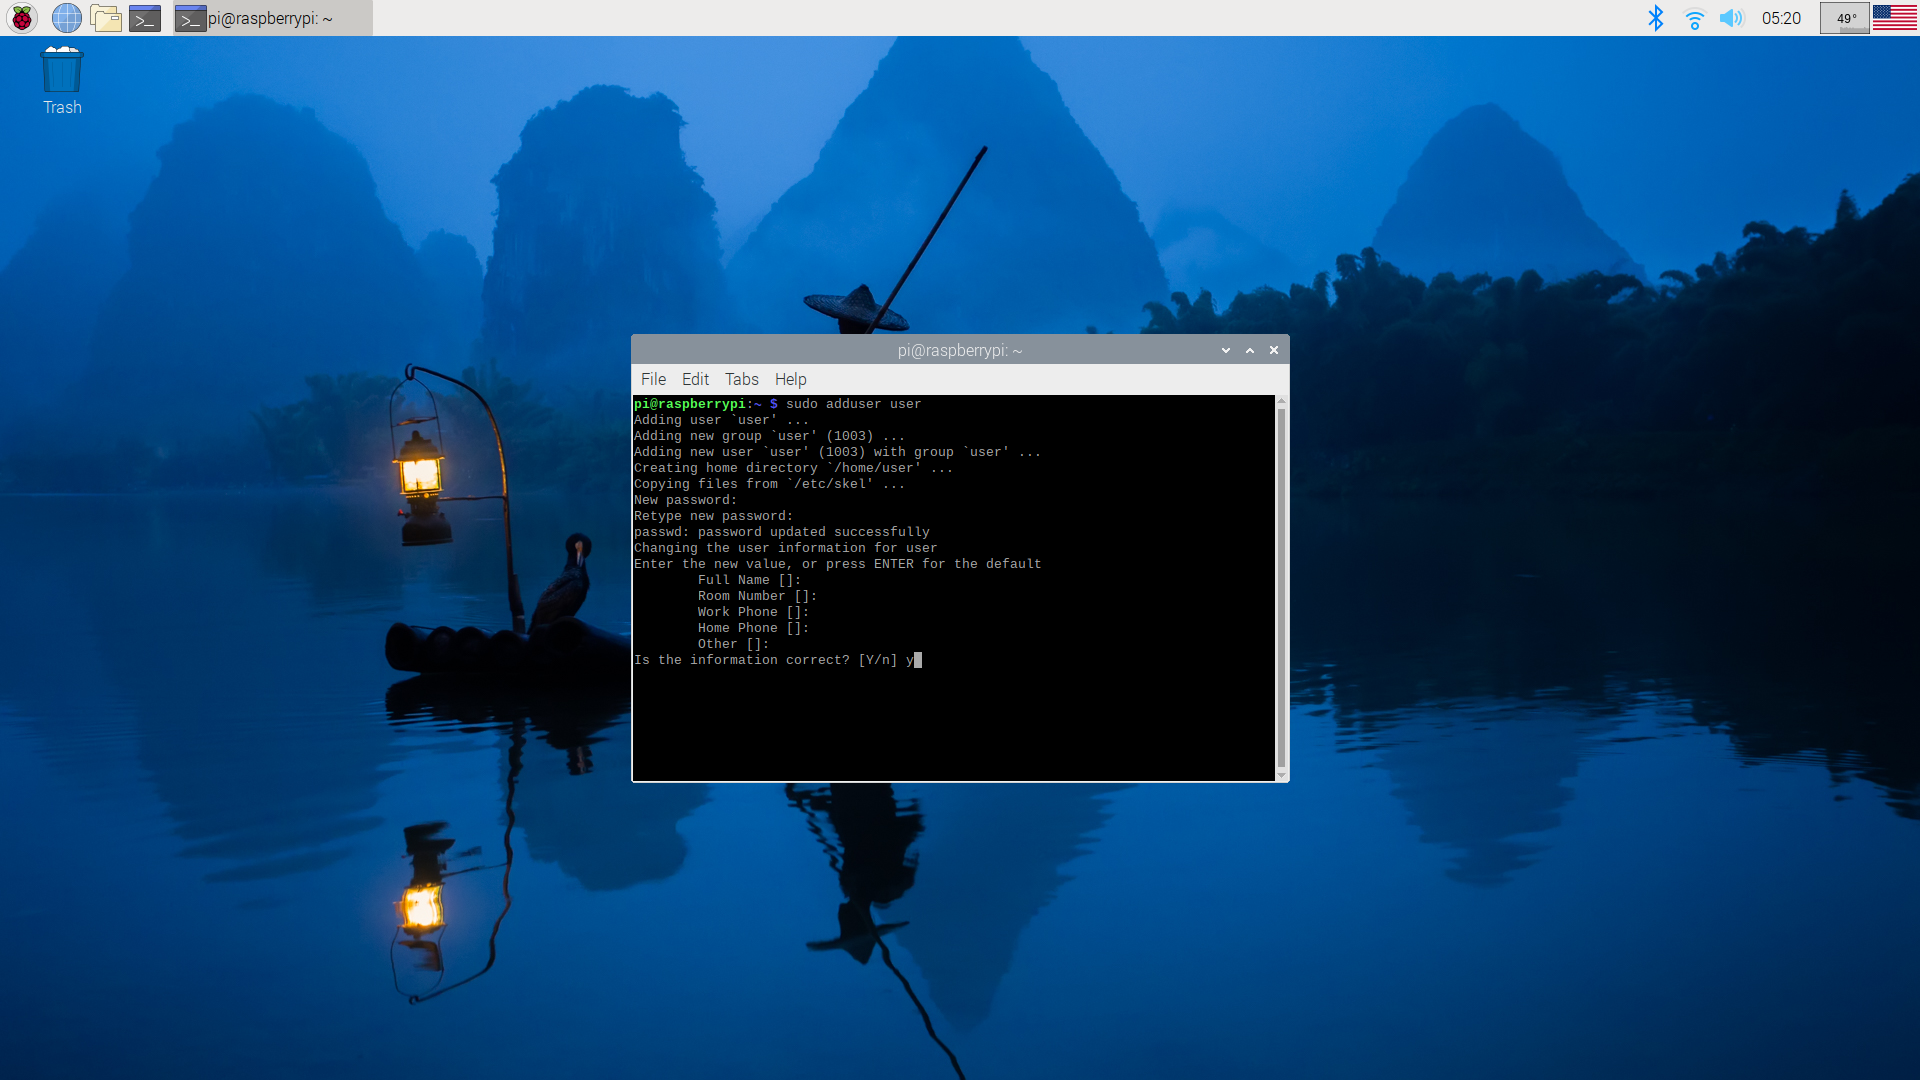 pi@raspberrypi: ~
05:20
49°
Trash
pi@raspberrypi: ~
File Edit Tabs Help
pi@raspberrypi:~ $ sudo adduser user
Adding user `user' ...
Adding new group `user' (1003) ...
Adding new user `user' (1003) with group `user' ...
Creating home directory `/home/user' ...
Copying files from `/etc/skel' ...
New password:
Retype new password:
passwd: password updated successfully
Changing the user information for user
Enter the new value, or press ENTER for the default
Full Name []:
Room Number []:
Work Phone []:
Home Phone []:
Other []:
Is the information correct? [Y/n] y